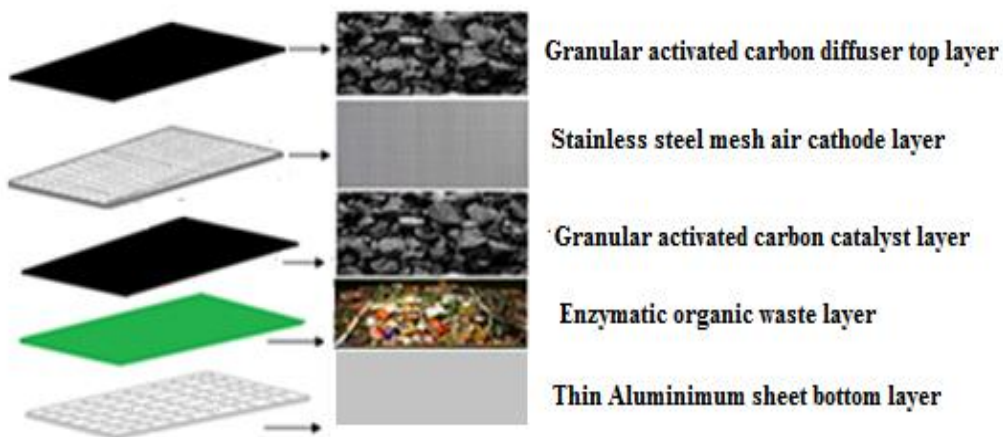 Granular activated carbon diffuser top layer
Stainless steel mesh air cathode layer
Granular activated carbon catalyst layer
Enzymatic organic waste layer
Thin Aluminimum sheet bottom layer